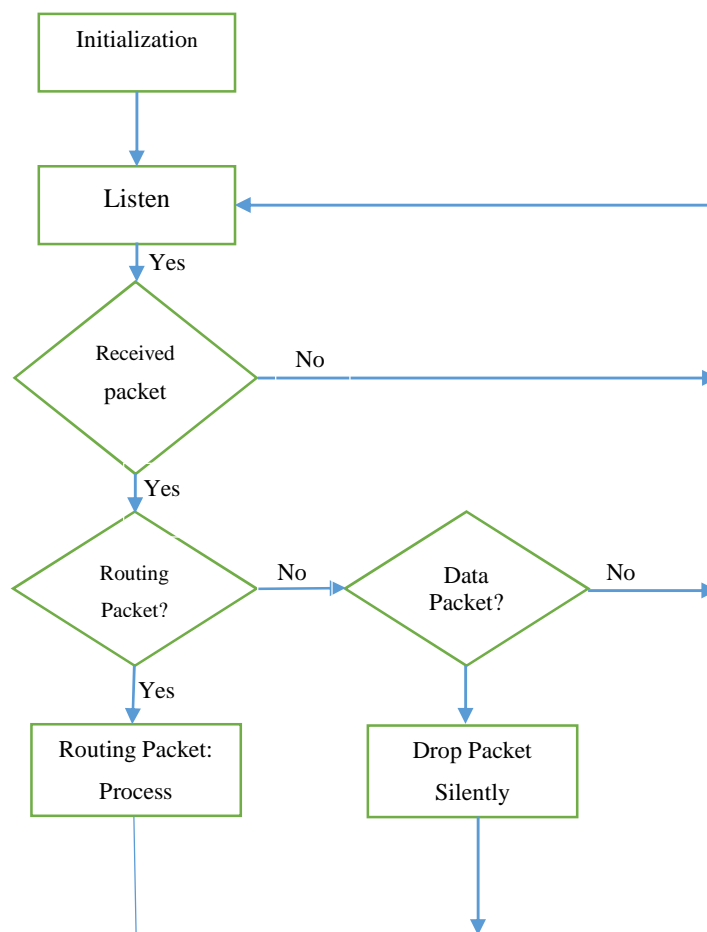 Initialization
Listen
Yes
Received
packet
No
Yes
Routing
Packet?
No
Data
Packet?
No
Yes
Routing Packet:
Process
Drop Packet
Silently